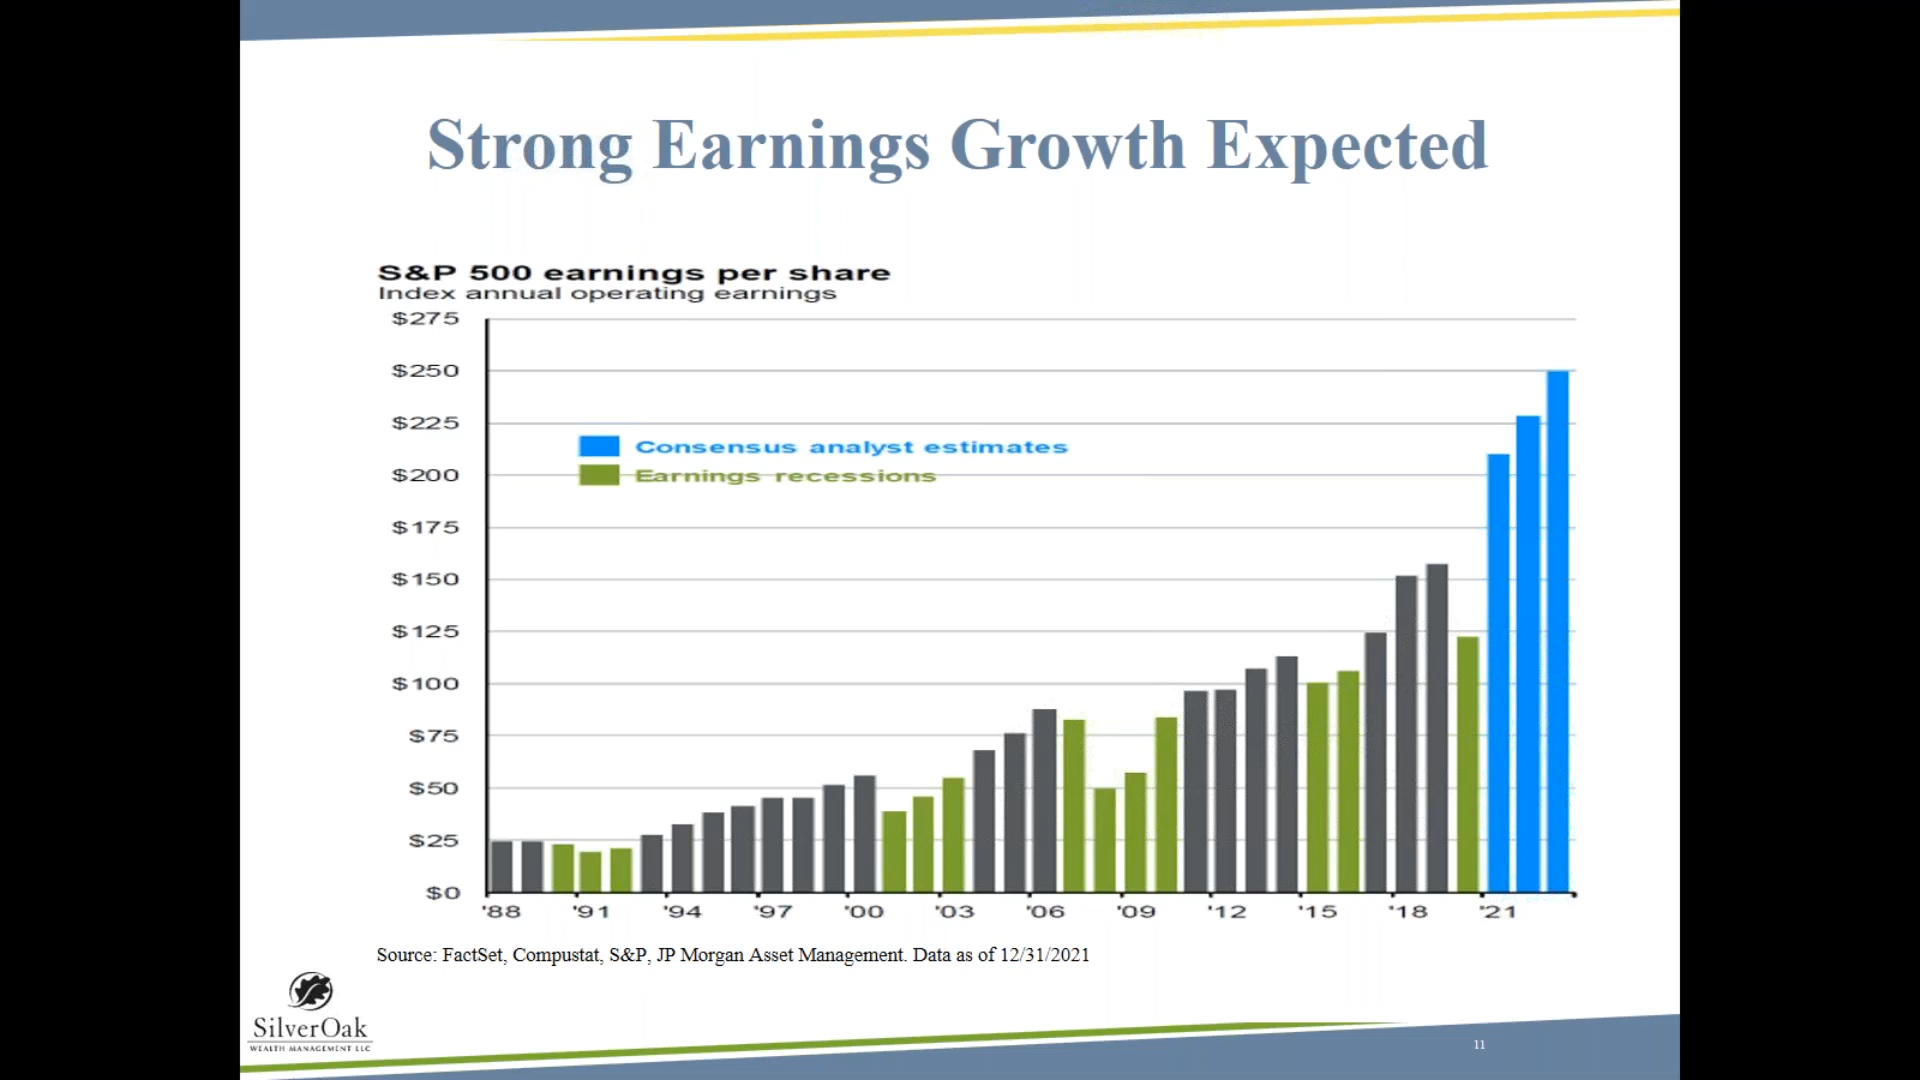 Strong Earnings Growth Expected
S&P 500 earnings per share
Index annual operating earnings
$275
$250
$225
Consensus analyst estimates
Earnings recessions
$200
$175
$150
$125
$100
$75
$50
$25
$0
'88 '91 '94 '97 '00 '03 '06 '09 '12 '15 '18 '21
Source: FactSet, Compustat, S&P, JP Morgan Asset Management. Data as of 12/31/2021
SilverOak
WEALTH MANAGEMENT LLC
11